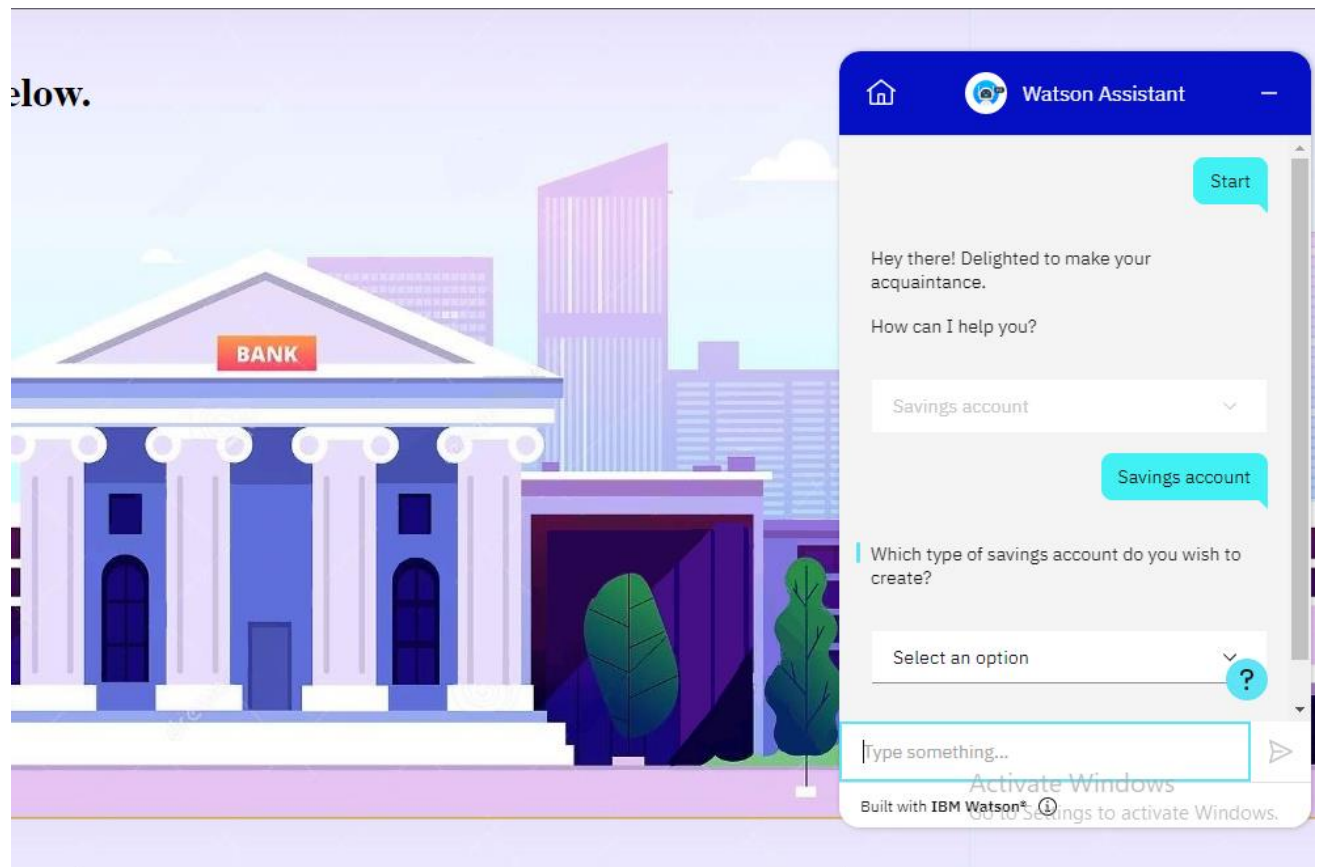 elow.
BANK
Watson Assistant
Start
Hey there! Delighted to make your
acquaintance.
How can I help you?
Savings account
Savings account
Which type of savings account do you wish to
create?
Select an option
?
Type something...
Activate Windows
Built with IBM Watson®
Go to Settings to activate Windows.